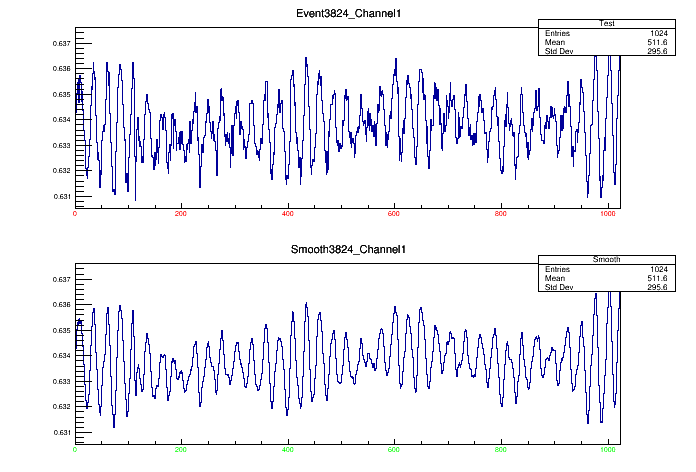 Event3824_Channel1
Test
Entries 1024
Mean 511.6
Std Dev 295.6
0.637
0.636
0.635
0.634
0.633
0.632
0.631
0 200 400 600 800 1000
Smooth3824_Channel1
Smooth
Entries 1024
Mean 511.6
Std Dev 295.6
0.637
0.636
0.635
0.634
0.633
0.632
0.631
0 200 400 600 800 1000